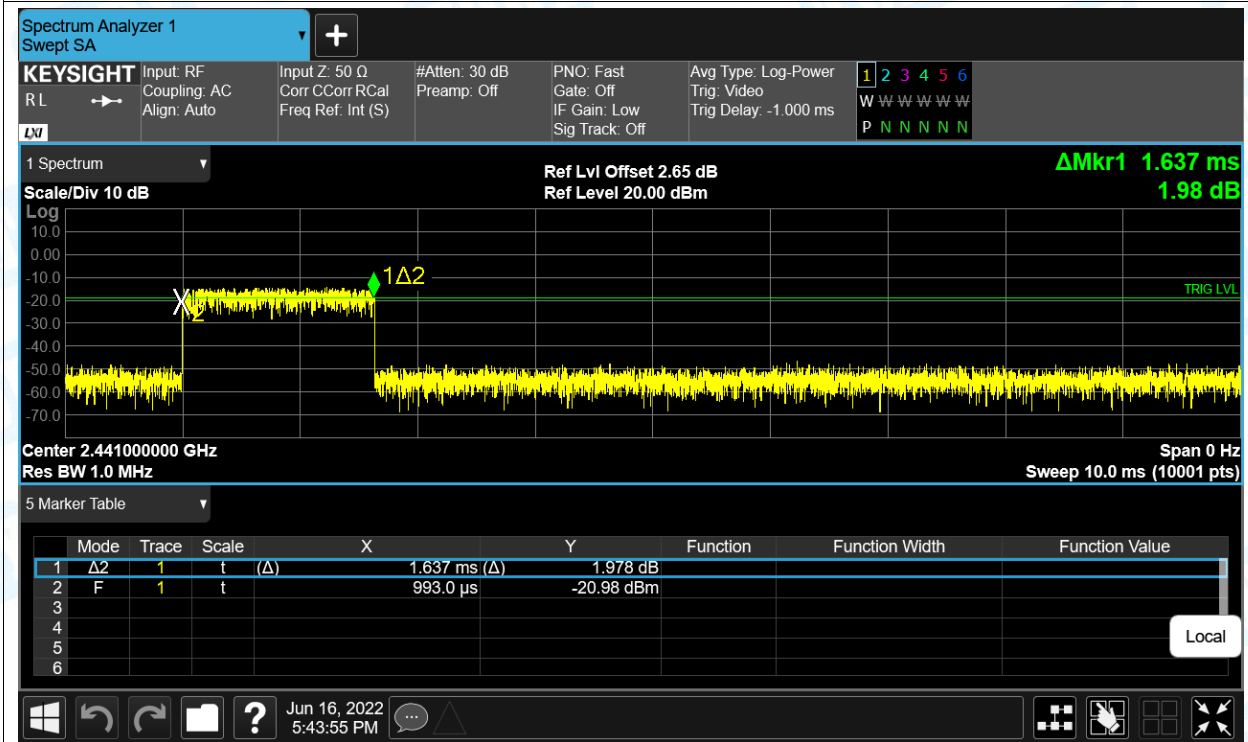 Spectrum Analyzer 1
Swept SA
+
KEYSIGHT
R L
LXI
Input: RF
Coupling: AC
Align: Auto
Input Z: 50 Ω
Corr CCorr RCal
Freq Ref: Int (S)
#Atten: 30 dB
Preamp: Off
PNO: Fast
Gate: Off
IF Gain: Low
Sig Track: Off
Avg Type: Log-Power
Trig: Video
Trig Delay: -1.000 ms
1 2 3 4 5 6
W W W W W W
P N N N N N
1 Spectrum
Scale/Div 10 dB
Ref Lvl Offset 2.65 dB
Ref Level 20.00 dBm
ΔMkr1 1.637 ms
1.98 dB
Log
10.0
0.00
-10.0
-20.0
-30.0
-40.0
-50.0
-60.0
-70.0
1Δ2
2
TRIG LVL
Center 2.441000000 GHz
Res BW 1.0 MHz
Span 0 Hz
Sweep 10.0 ms (10001 pts)
5 Marker Table
Mode Trace Scale X Y Function Function Width Function Value
1 Δ2 1 t (Δ) 1.637 ms (Δ) 1.978 dB
2 F 1 t 993.0 µs -20.98 dBm
3
4
5
6
Local
?
Jun 16, 2022
5:43:55 PM